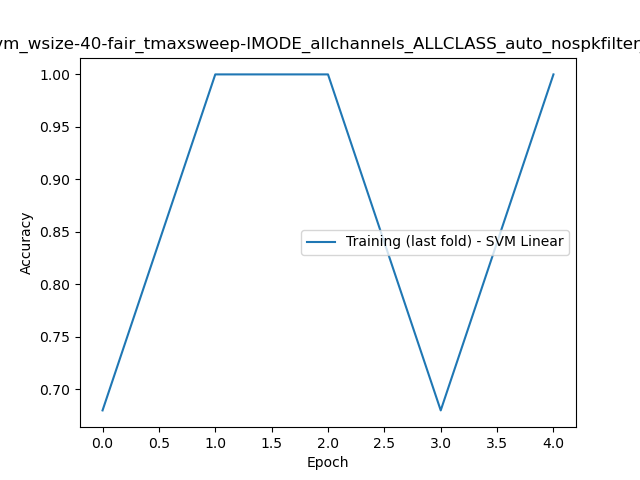 vm_wsize-40-fair_tmaxsweep-IMODE_allchannels_ALLCLASS_auto_nospkfilter_
1.00
0.95
0.90
0.85
0.80
0.75
0.70
Accuracy
Training (last fold) - SVM Linear
0.0 0.5 1.0 1.5 2.0 2.5 3.0 3.5 4.0
Epoch